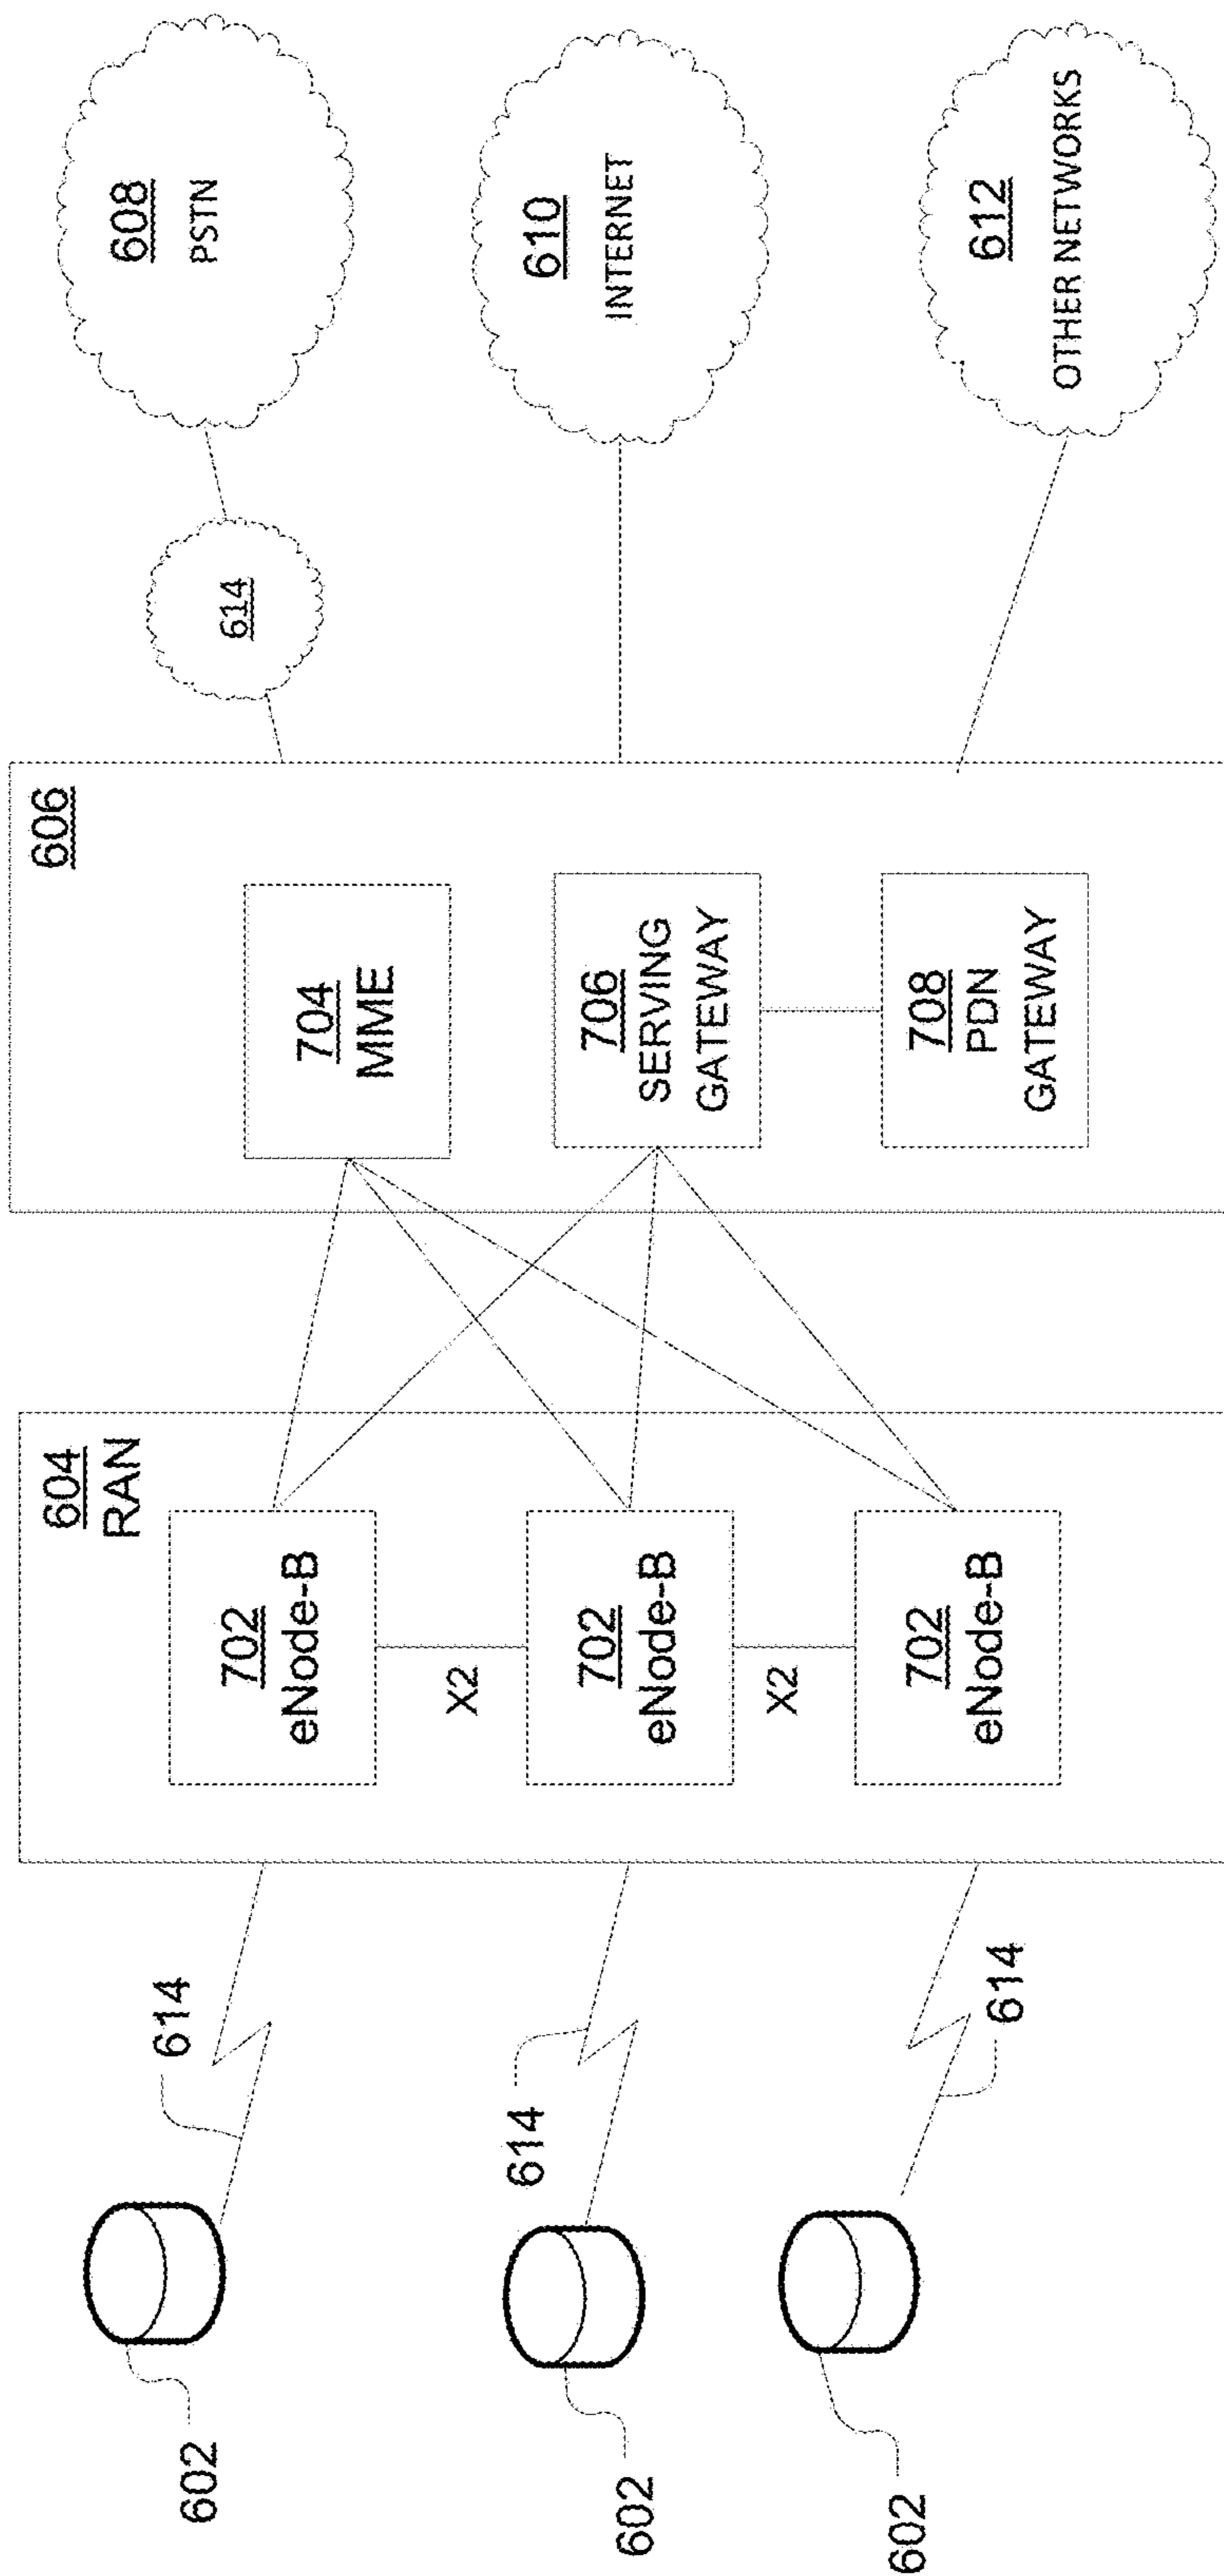 602
614
602
614
602
614
604
RAN
702
eNode-B
X2
702
eNode-B
X2
702
eNode-B
606
704
MME
706
SERVING
GATEWAY
708
PDN
GATEWAY
614
608
PSTN
610
INTERNET
612
OTHER NETWORKS